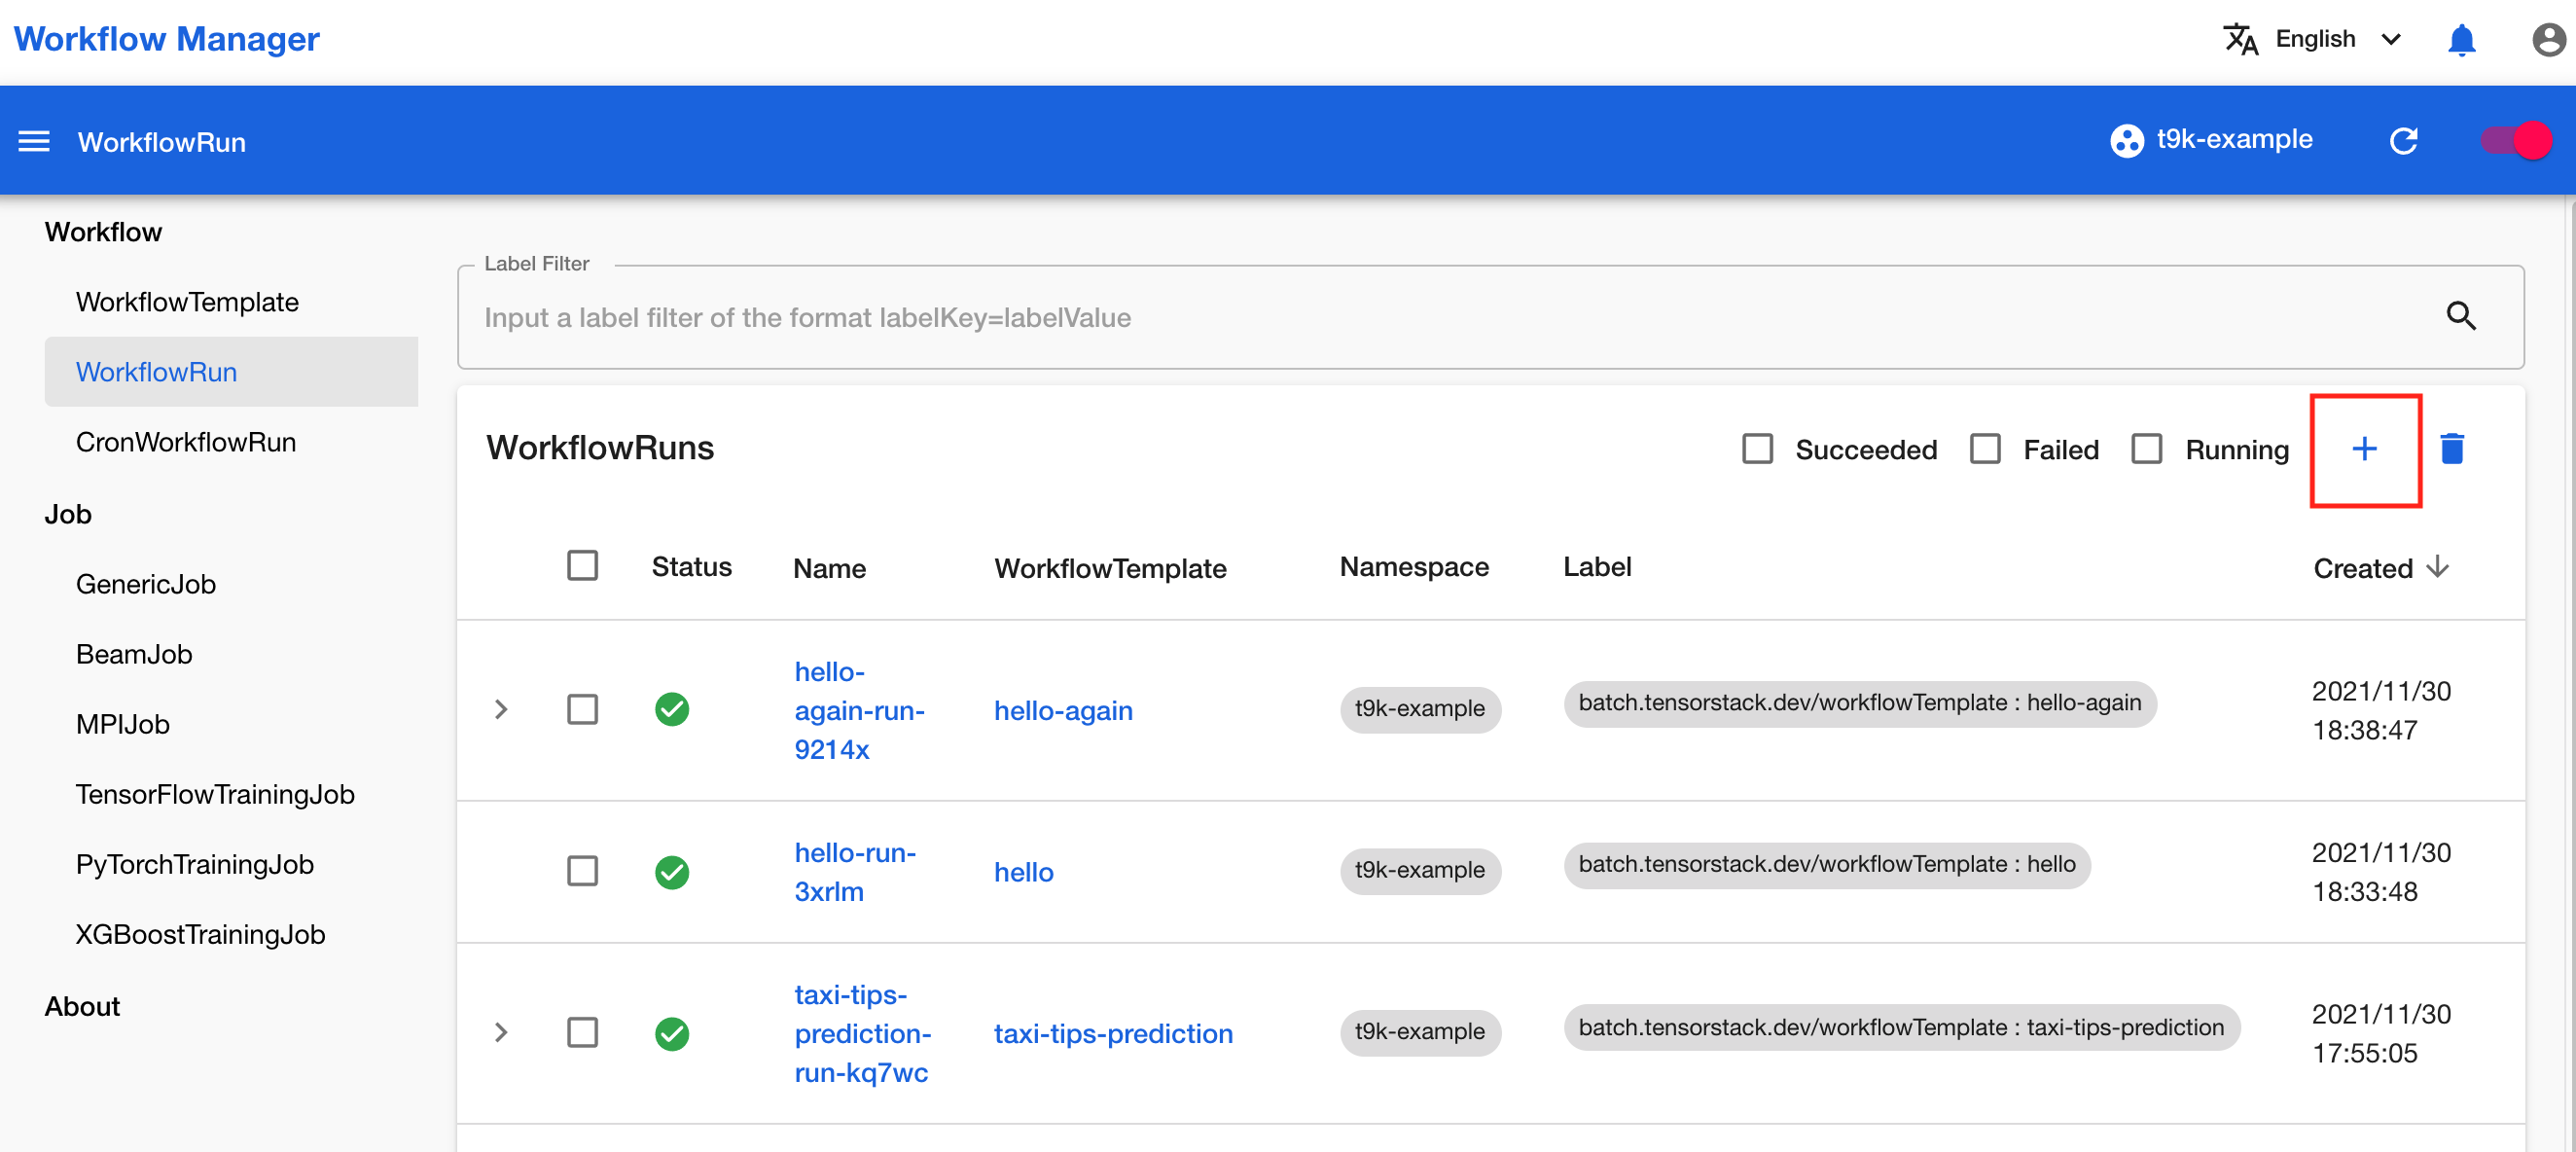 Workflow Manager
English
WorkflowRun
t9k-example
Workflow
WorkflowTemplate
WorkflowRun
CronWorkflowRun
Job
GenericJob
BeamJob
MPIJob
TensorFlowTrainingJob
PyTorchTrainingJob
XGBoostTrainingJob
About
Label Filter
Input a label filter of the format labelKey=labelValue
WorkflowRuns
Succeeded
Failed
Running
Status
Name
WorkflowTemplate
Namespace
Label
Created
hello-
again-run-
9214x
hello-again
t9k-example
batch.tensorstack.dev/workflowTemplate : hello-again
2021/11/30
18:38:47
hello-run-
3xrlm
hello
t9k-example
batch.tensorstack.dev/workflowTemplate : hello
2021/11/30
18:33:48
taxi-tips-
prediction-
run-kq7wc
taxi-tips-prediction
t9k-example
batch.tensorstack.dev/workflowTemplate : taxi-tips-prediction
2021/11/30
17:55:05